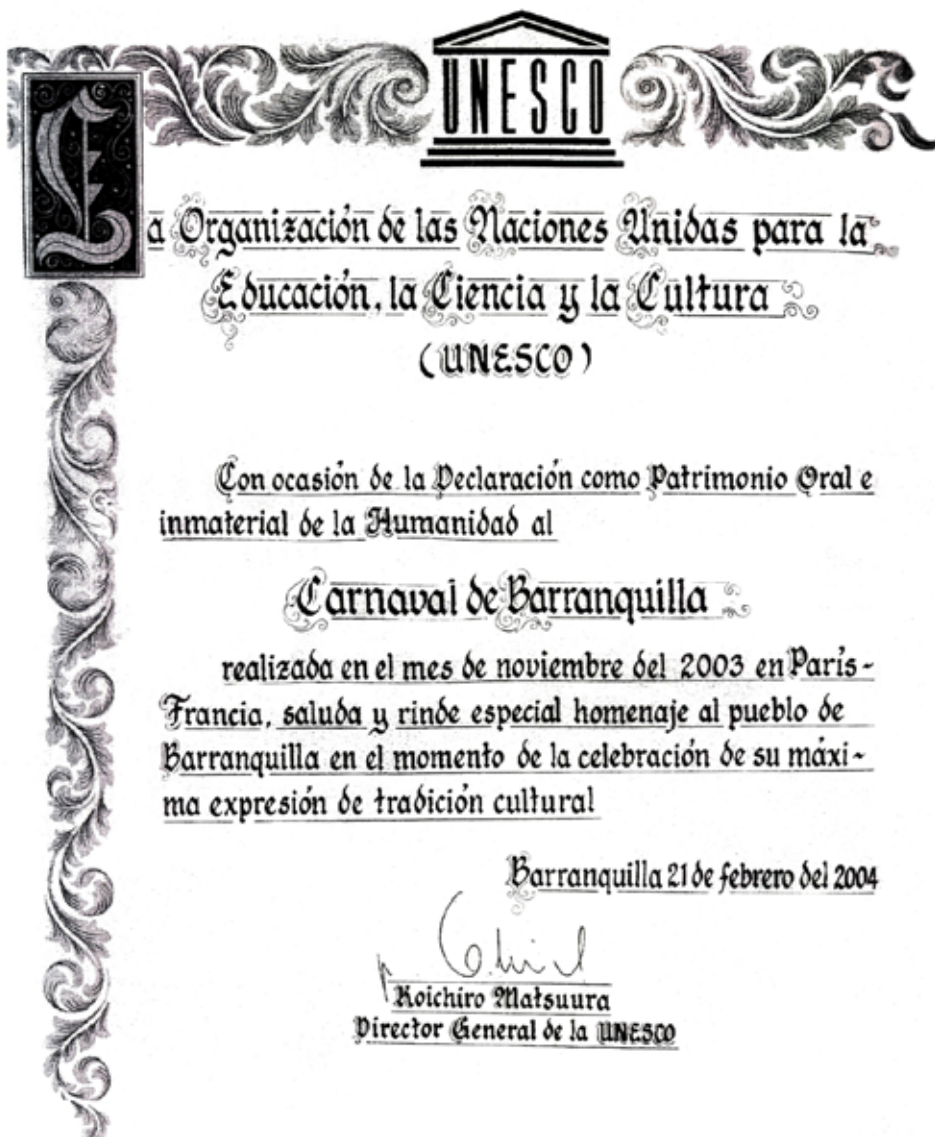 UNESCO
La Organización de las Naciones Unidas para la
Educación, la Ciencia y la Cultura
(UNESCO)
Con ocasión de la Declaración como Patrimonio Oral e
inmaterial de la Humanidad al
Carnaval de Barranquilla
realizada en el mes de noviembre del 2003 en París-
Francia, saluda y rinde especial homenaje al pueblo de
Barranquilla en el momento de la celebración de su máxi-
ma expresión de tradición cultural
Barranquilla 21 de febrero del 2004
Koichiro Matsuura
Director General de la UNESCO